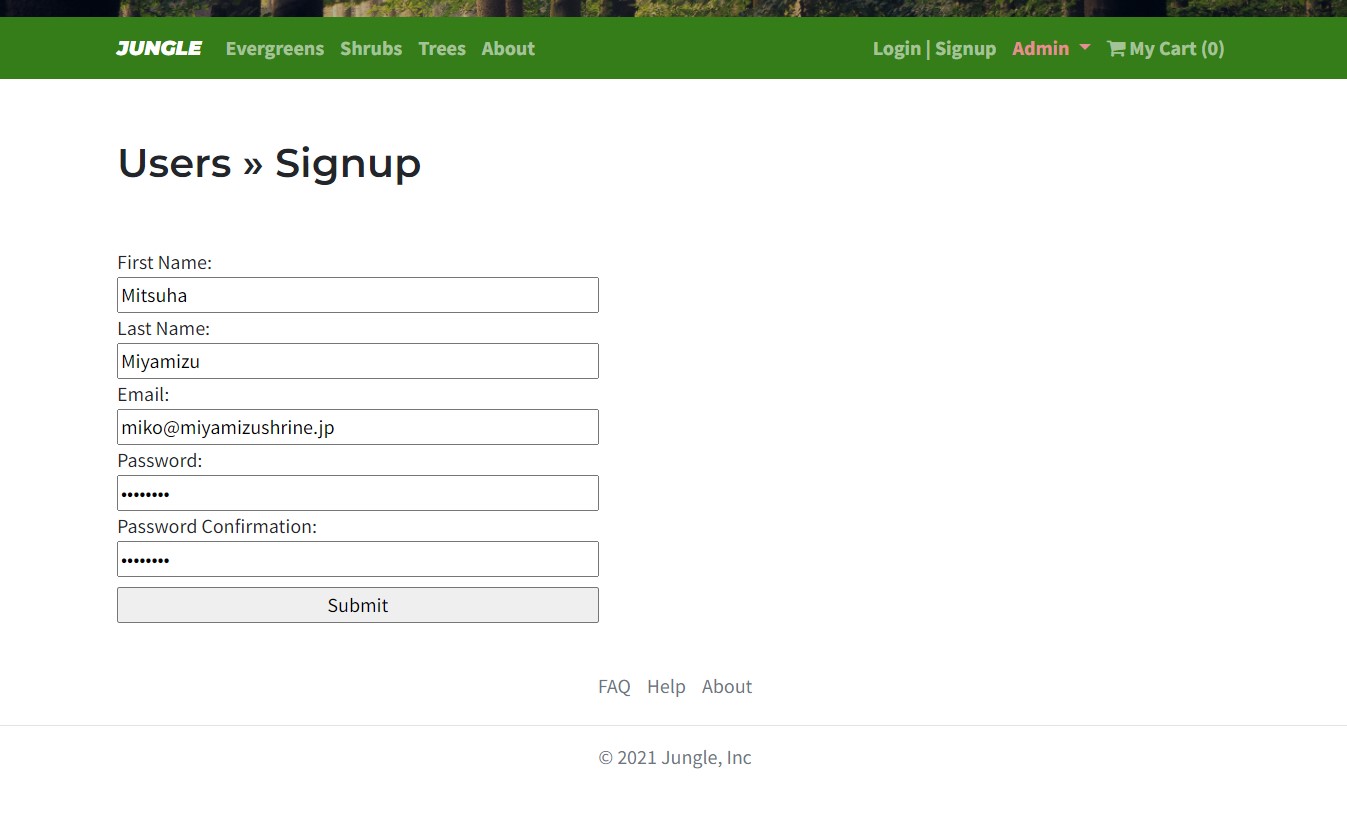 JUNGLE Evergreens Shrubs Trees About Login | Signup Admin My Cart (0)
Users » Signup
First Name:
Mitsuha
Last Name:
Miyamizu
Email:
miko@miyamizushrine.jp
Password:
••••••••
Password Confirmation:
••••••••
Submit
FAQ Help About
© 2021 Jungle, Inc